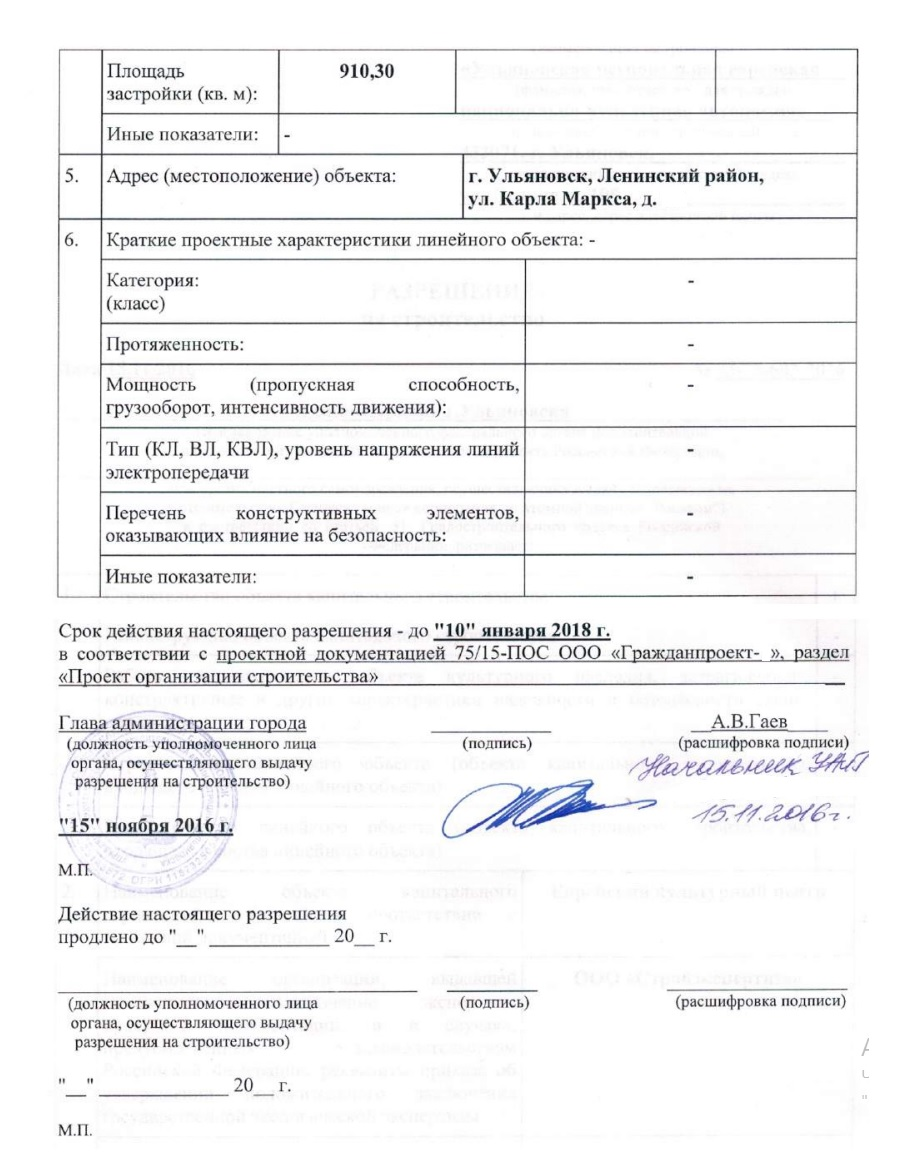 Площадь 910,30
застройки (кв. м):
Иные показатели: -
5. Адрес (местоположение) объекта: г. Ульяновск, Ленинский район,
ул. Карла Маркса, д.
6. Краткие проектные характеристики линейного объекта: -
Категория: -
(класс)
Протяженность: -
Мощность (пропускная способность, -
грузооборот, интенсивность движения):
Тип (КЛ, ВЛ, КВЛ), уровень напряжения линий -
электропередачи
Перечень конструктивных элементов, -
оказывающих влияние на безопасность:
Иные показатели: -
Срок действия настоящего разрешения - до "10" января 2018 г.
в соответствии с проектной документацией 75/15-ПОС ООО «Гражданпроект- », раздел
«Проект организации строительства»
Глава администрации города А.В.Гаев
(должность уполномоченного лица (подпись) (расшифровка подписи)
органа, осуществляющего выдачу
разрешения на строительство)
Начальник УАГ
15.11.2016г.
"15" ноября 2016 г.
М.П.
Действие настоящего разрешения
продлено до "__" ____________ 20__ г.
(должность уполномоченного лица (подпись) (расшифровка подписи)
органа, осуществляющего выдачу
разрешения на строительство)
"__" ______________ 20__ г.
М.П.